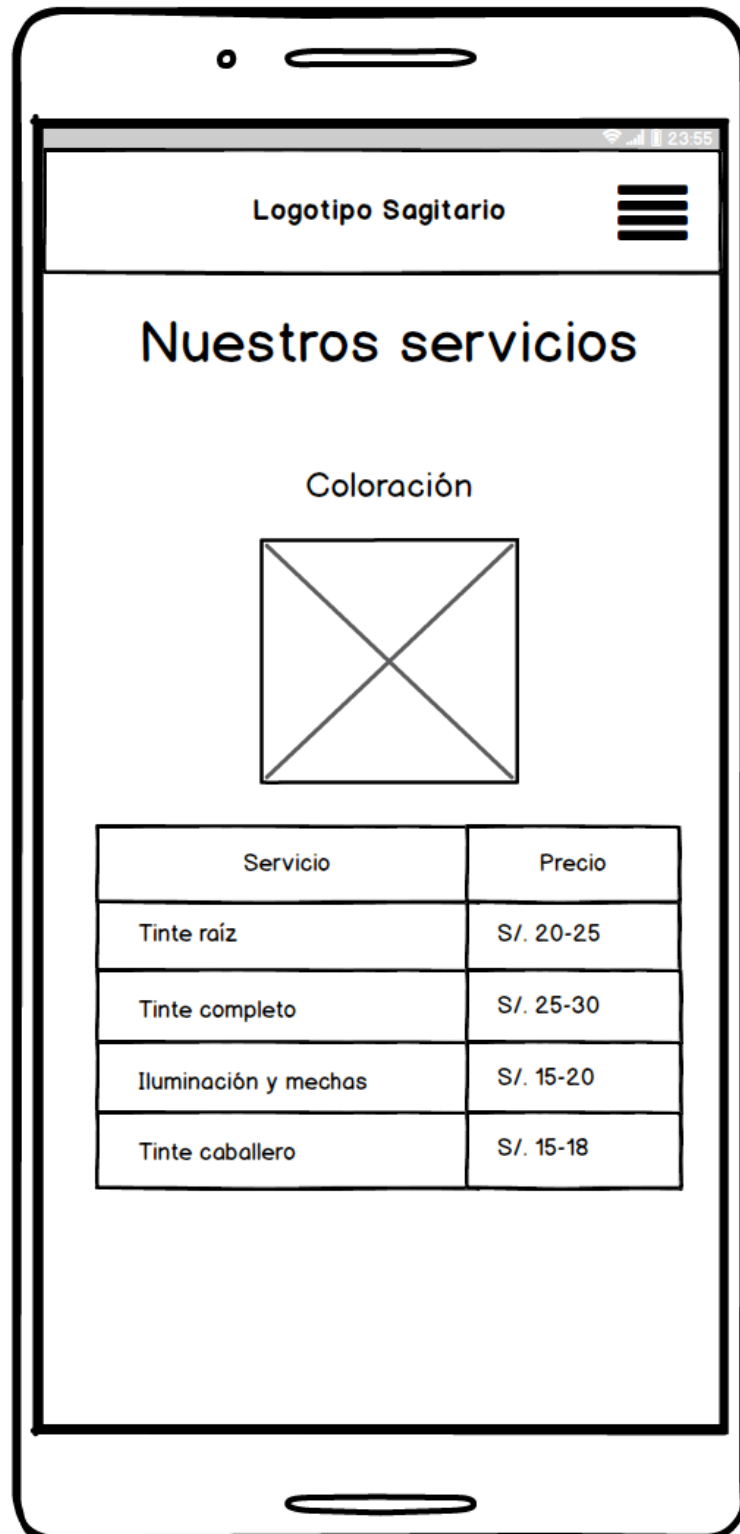 23:55
Logotipo Sagitario
Nuestros servicios
Coloración
Servicio Precio
Tinte raíz S/. 20-25
Tinte completo S/. 25-30
Iluminación y mechas S/. 15-20
Tinte caballero S/. 15-18